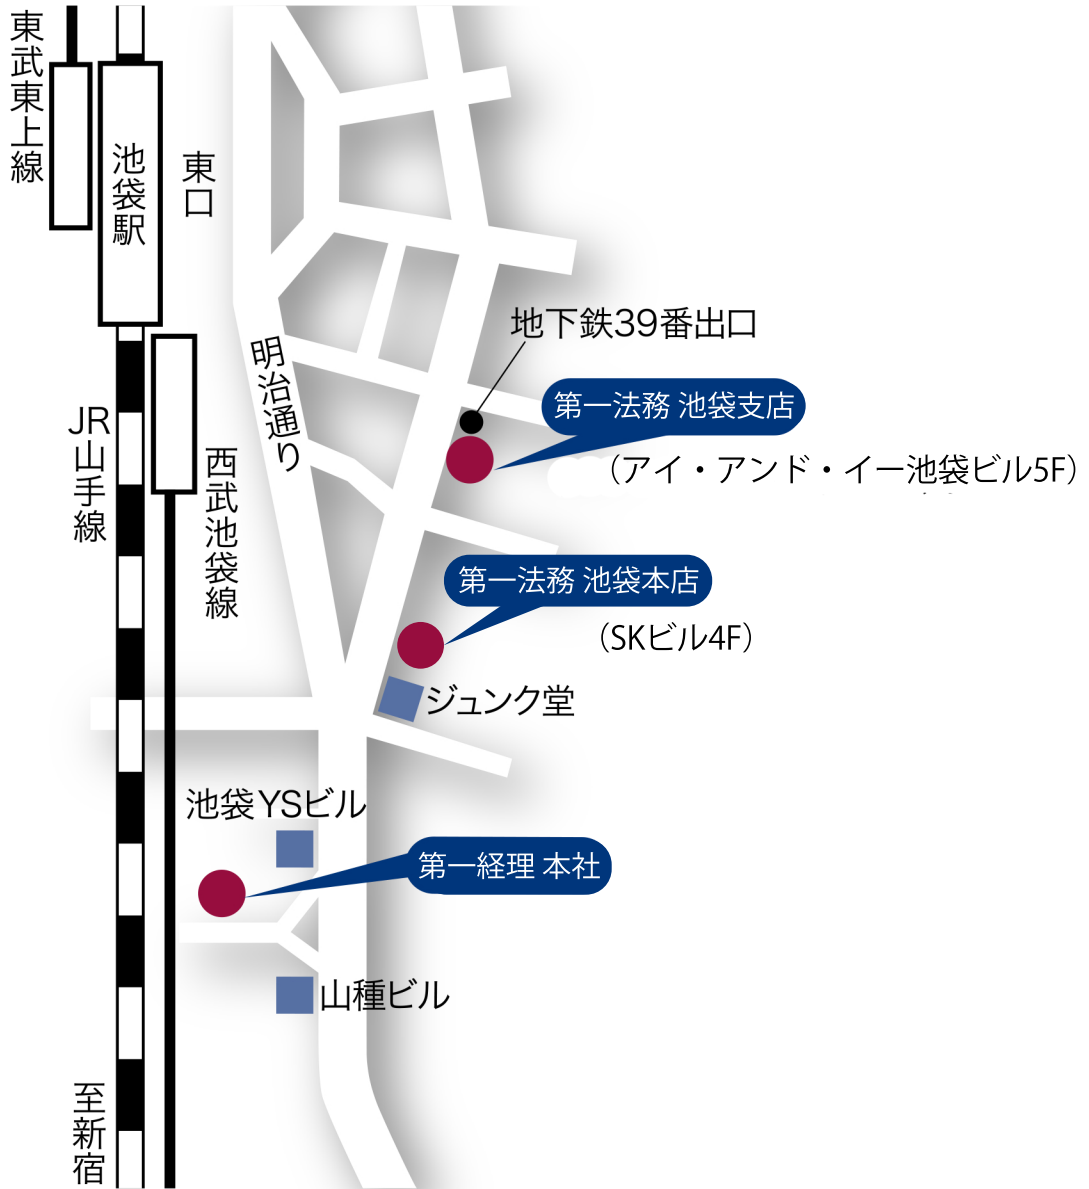 東武東上線
池袋駅
東口
地下鉄39番出口
明治通り
第一法務 池袋支店
（アイ・アンド・イー池袋ビル5F）
JR山手線
西武池袋線
第一法務 池袋本店
（SKビル4F）
ジュンク堂
池袋YSビル
第一経理 本社
山種ビル
至新宿